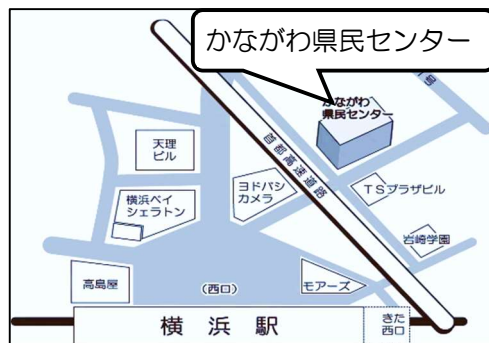 かながわ県民センター
かながわ
県民センター
号
天理
ビル
首都高速道路
ヨドバシ
カメラ
横浜ベイ
シェラトン
TSプラザビル
岩崎学園
高島屋
(西口)
モアーズ
横浜駅
きた
西口